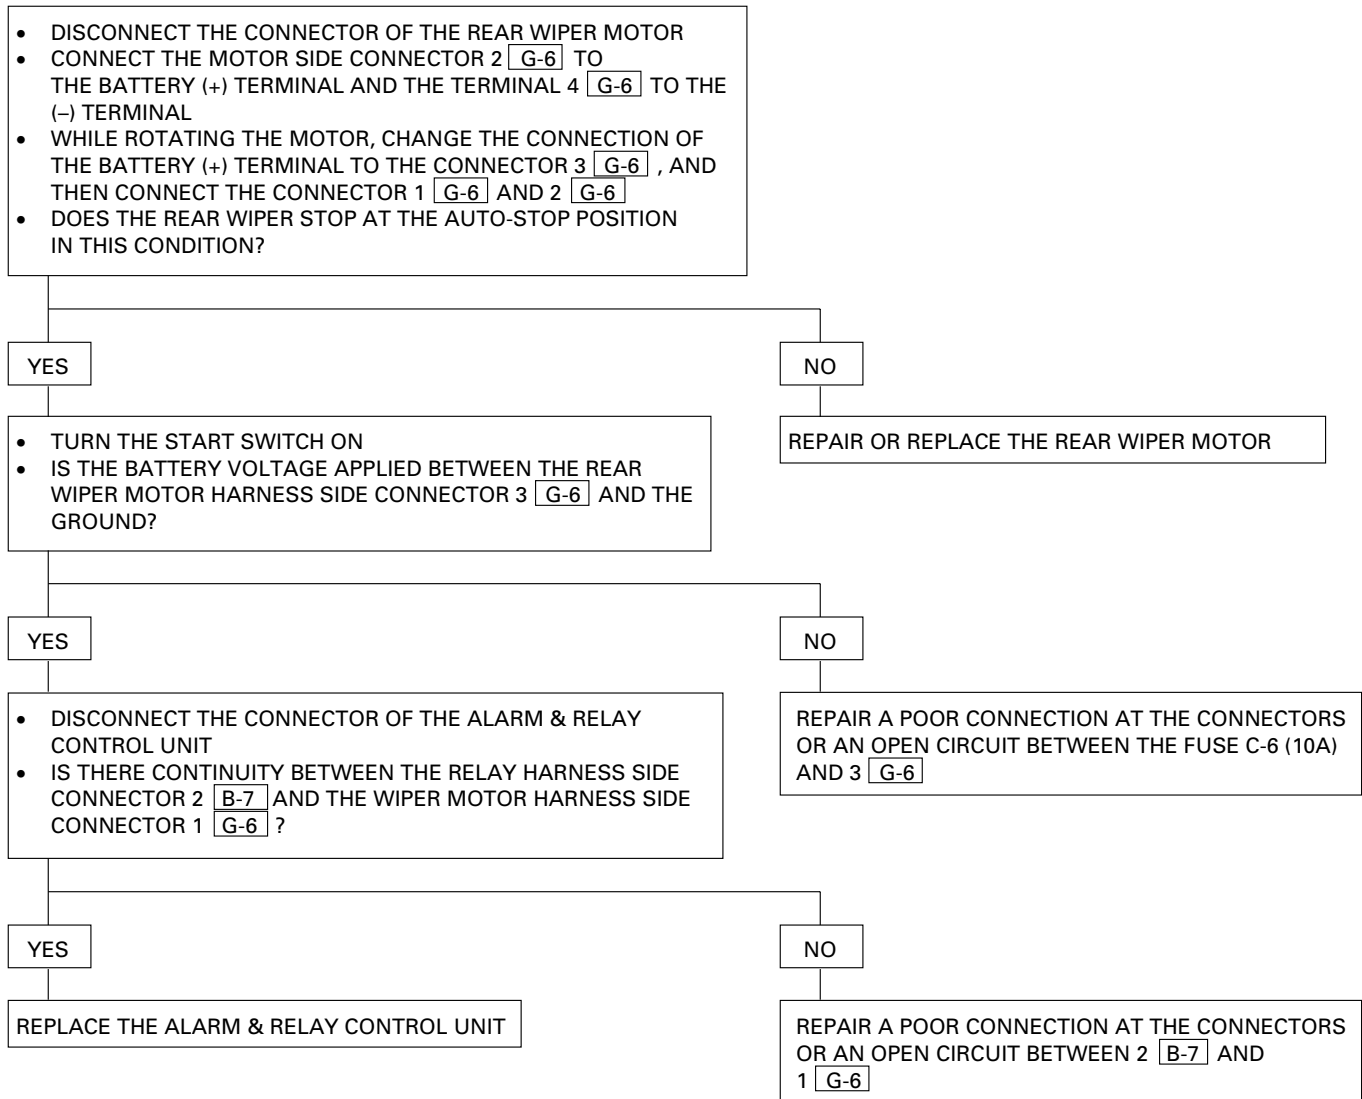 • DISCONNECT THE CONNECTOR OF THE REAR WIPER MOTOR
• CONNECT THE MOTOR SIDE CONNECTOR 2 G-6 TO
THE BATTERY (+) TERMINAL AND THE TERMINAL 4 G-6 TO THE
(–) TERMINAL
• WHILE ROTATING THE MOTOR, CHANGE THE CONNECTION OF
THE BATTERY (+) TERMINAL TO THE CONNECTOR 3 G-6 , AND
THEN CONNECT THE CONNECTOR 1 G-6 AND 2 G-6
• DOES THE REAR WIPER STOP AT THE AUTO-STOP POSITION
IN THIS CONDITION?
YES
NO
• TURN THE START SWITCH ON
• IS THE BATTERY VOLTAGE APPLIED BETWEEN THE REAR
WIPER MOTOR HARNESS SIDE CONNECTOR 3 G-6 AND THE
GROUND?
REPAIR OR REPLACE THE REAR WIPER MOTOR
YES
NO
• DISCONNECT THE CONNECTOR OF THE ALARM & RELAY
CONTROL UNIT
• IS THERE CONTINUITY BETWEEN THE RELAY HARNESS SIDE
CONNECTOR 2 B-7 AND THE WIPER MOTOR HARNESS SIDE
CONNECTOR 1 G-6 ?
REPAIR A POOR CONNECTION AT THE CONNECTORS
OR AN OPEN CIRCUIT BETWEEN THE FUSE C-6 (10A)
AND 3 G-6
YES
NO
REPLACE THE ALARM & RELAY CONTROL UNIT
REPAIR A POOR CONNECTION AT THE CONNECTORS
OR AN OPEN CIRCUIT BETWEEN 2 B-7 AND
1 G-6